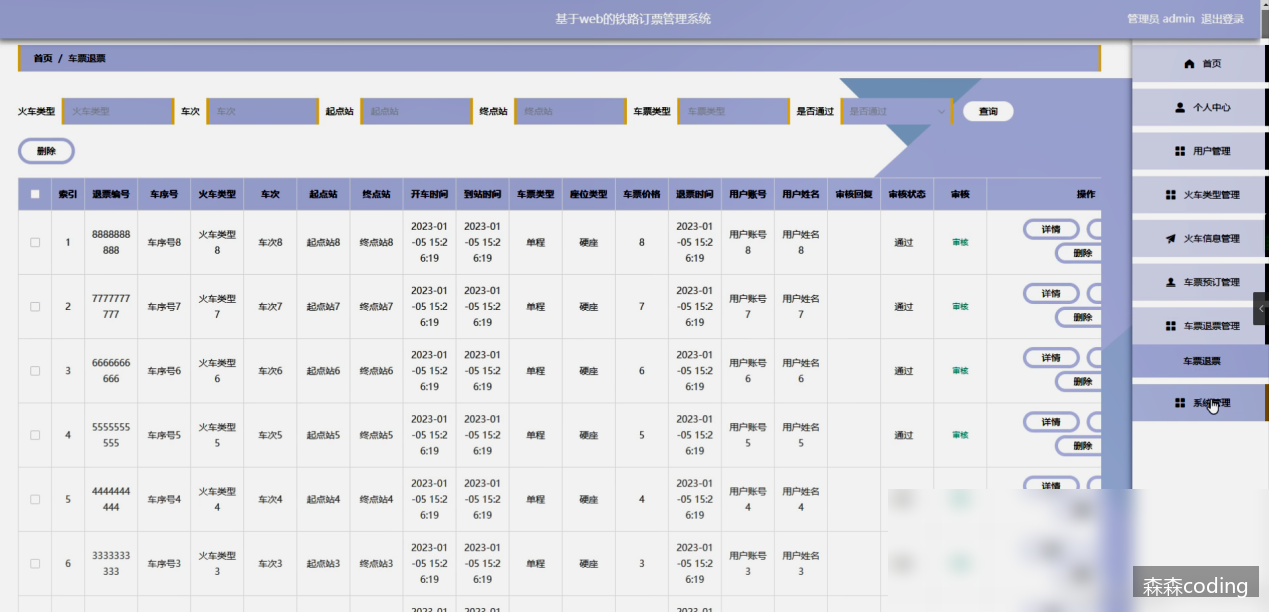 基于web的铁路订票管理系统
管理员 admin 退出登录
首页 / 车票退票
火车类型 火车类型 车次 车次 起点站 起点站 终点站 终点站 车票类型 车票类型 是否通过 是否通过 查询
删除
索引 退票编号 车序号 火车类型 车次 起点站 终点站 开车时间 到站时间 车票类型 座位类型 车票价格 退票时间 用户账号 用户姓名 审核回复 审核状态 审核 操作
1 8888888888 车序号8 火车类型8 车次8 起点站8 终点站8 2023-01-05 15:26:19 2023-01-05 15:26:19 单程 硬座 8 2023-01-05 15:26:19 用户账号8 用户姓名8 通过 审核 详情 删除
2 7777777777 车序号7 火车类型7 车次7 起点站7 终点站7 2023-01-05 15:26:19 2023-01-05 15:26:19 单程 硬座 7 2023-01-05 15:26:19 用户账号7 用户姓名7 通过 审核 详情 删除
3 6666666666 车序号6 火车类型6 车次6 起点站6 终点站6 2023-01-05 15:26:19 2023-01-05 15:26:19 单程 硬座 6 2023-01-05 15:26:19 用户账号6 用户姓名6 通过 审核 详情 删除
4 5555555555 车序号5 火车类型5 车次5 起点站5 终点站5 2023-01-05 15:26:19 2023-01-05 15:26:19 单程 硬座 5 2023-01-05 15:26:19 用户账号5 用户姓名5 通过 审核 详情 删除
5 4444444444 车序号4 火车类型4 车次4 起点站4 终点站4 2023-01-05 15:26:19 2023-01-05 15:26:19 单程 硬座 4 2023-01-05 15:26:19 用户账号4 用户姓名4 详情
6 3333333333 车序号3 火车类型3 车次3 起点站3 终点站3 2023-01-05 15:26:19 2023-01-05 15:26:19 单程 硬座 3 2023-01-05 15:26:19 用户账号3 用户姓名3
首页
个人中心
用户管理
火车类型管理
火车信息管理
车票预订管理
车票退票管理
车票退票
系统管理
森森coding